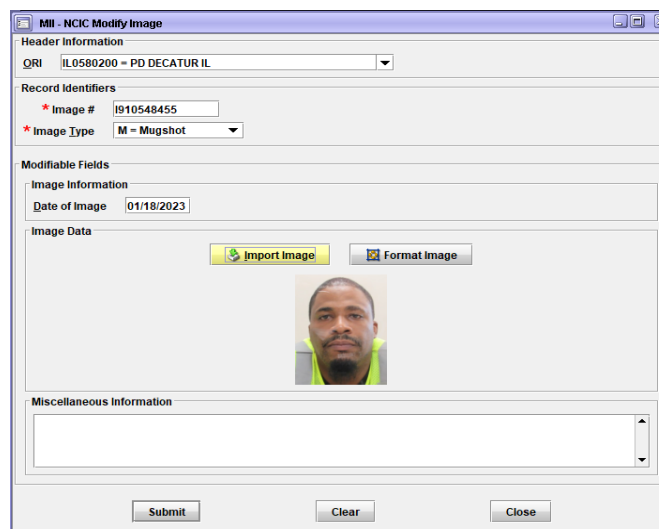 MII - NCIC Modify Image
Header Information
ORI IL0580200 = PD DECATUR IL
Record Identifiers
* Image # I910548455
* Image Type M = Mugshot
Modifiable Fields
Image Information
Date of Image 01/18/2023
Image Data
Import Image Format Image
Miscellaneous Information
Submit Clear Close